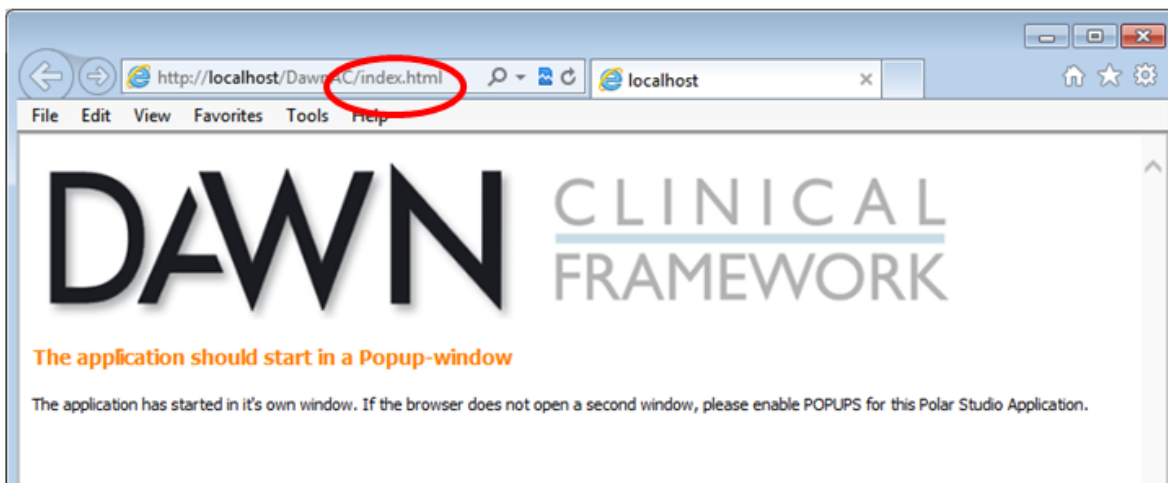 http://localhost/DawnAC/index.html
localhost
File Edit View Favorites Tools Help
DAWN
CLINICAL
FRAMEWORK
The application should start in a Popup-window
The application has started in it's own window. If the browser does not open a second window, please enable POPUPS for this Polar Studio Application.